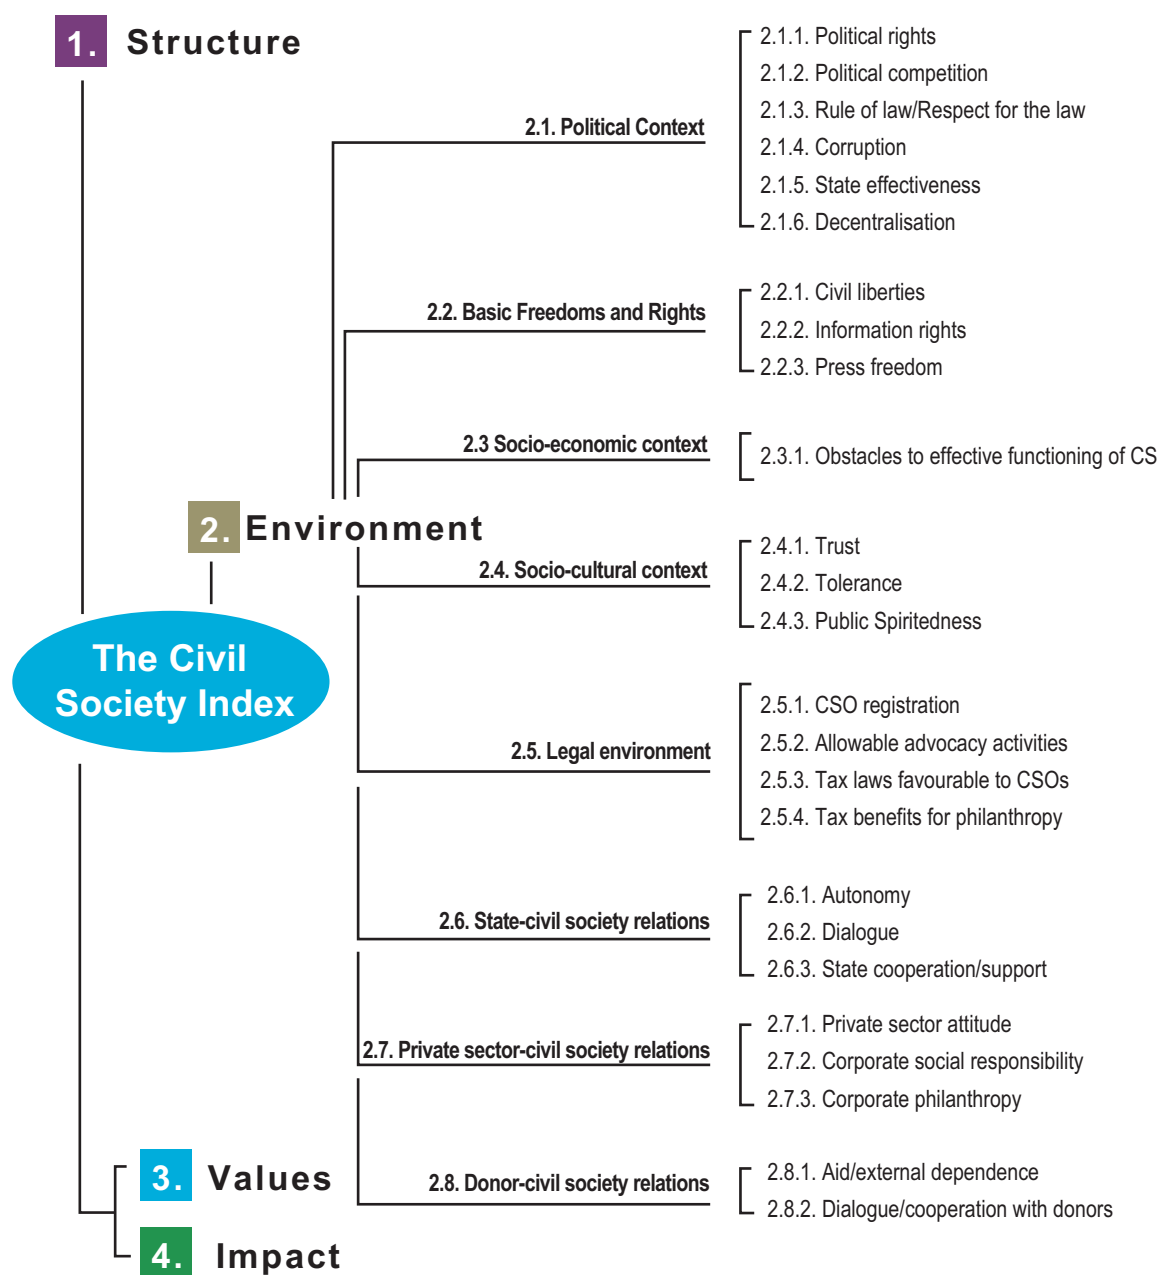 1. Structure
2.1. Political Context
2.1.1. Political rights
2.1.2. Political competition
2.1.3. Rule of law/Respect for the law
2.1.4. Corruption
2.1.5. State effectiveness
2.1.6. Decentralisation
2.2. Basic Freedoms and Rights
2.2.1. Civil liberties
2.2.2. Information rights
2.2.3. Press freedom
2.3 Socio-economic context
2.3.1. Obstacles to effective functioning of CS
2. Environment
2.4. Socio-cultural context
2.4.1. Trust
2.4.2. Tolerance
2.4.3. Public Spiritedness
The Civil
Society Index
2.5. Legal environment
2.5.1. CSO registration
2.5.2. Allowable advocacy activities
2.5.3. Tax laws favourable to CSOs
2.5.4. Tax benefits for philanthropy
2.6. State-civil society relations
2.6.1. Autonomy
2.6.2. Dialogue
2.6.3. State cooperation/support
2.7. Private sector-civil society relations
2.7.1. Private sector attitude
2.7.2. Corporate social responsibility
2.7.3. Corporate philanthropy
3. Values
2.8. Donor-civil society relations
2.8.1. Aid/external dependence
2.8.2. Dialogue/cooperation with donors
4. Impact